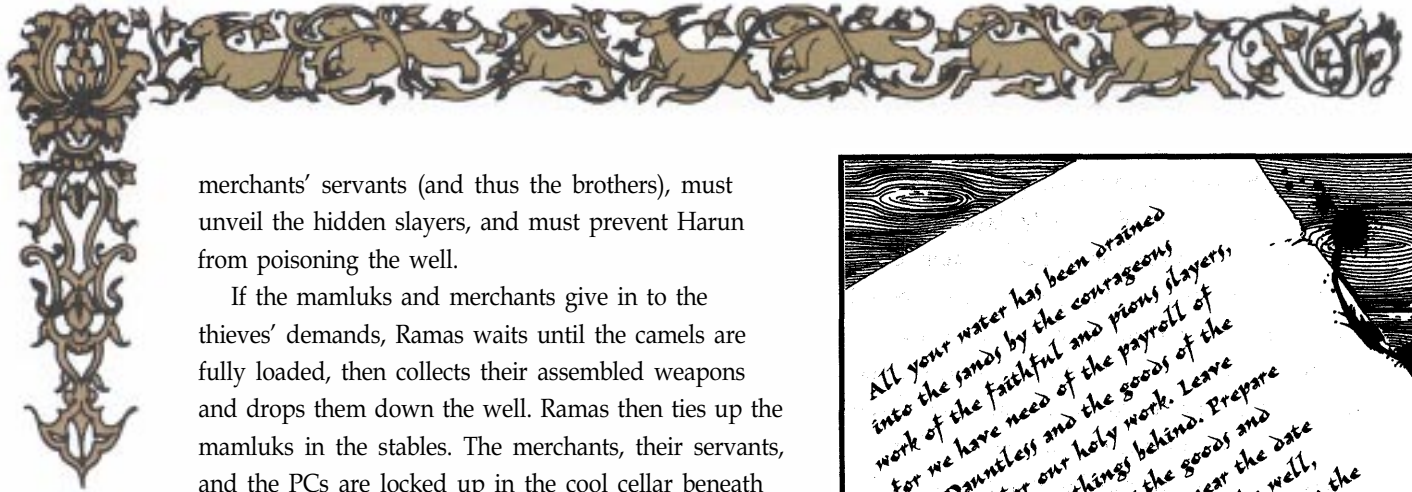 merchants’ servants (and thus the brothers), must
unveil the hidden slayers, and must prevent Harun
from poisoning the well.
If the mamluks and merchants give in to the
thieves’ demands, Ramas waits until the camels are
fully loaded, then collects their assembled weapons
and drops them down the well. Ramas then ties up the
mamluks in the stables. The merchants, their servants,
and the PCs are locked up in the cool cellar beneath
All your water has been drained
into the sands by the courageous
work of the faithful and pious slayers,
for we have need of the payroll of
Dauntless and the goods of the
our holy work. Leave
things behind. Prepare
the goods and
the date
well,
the